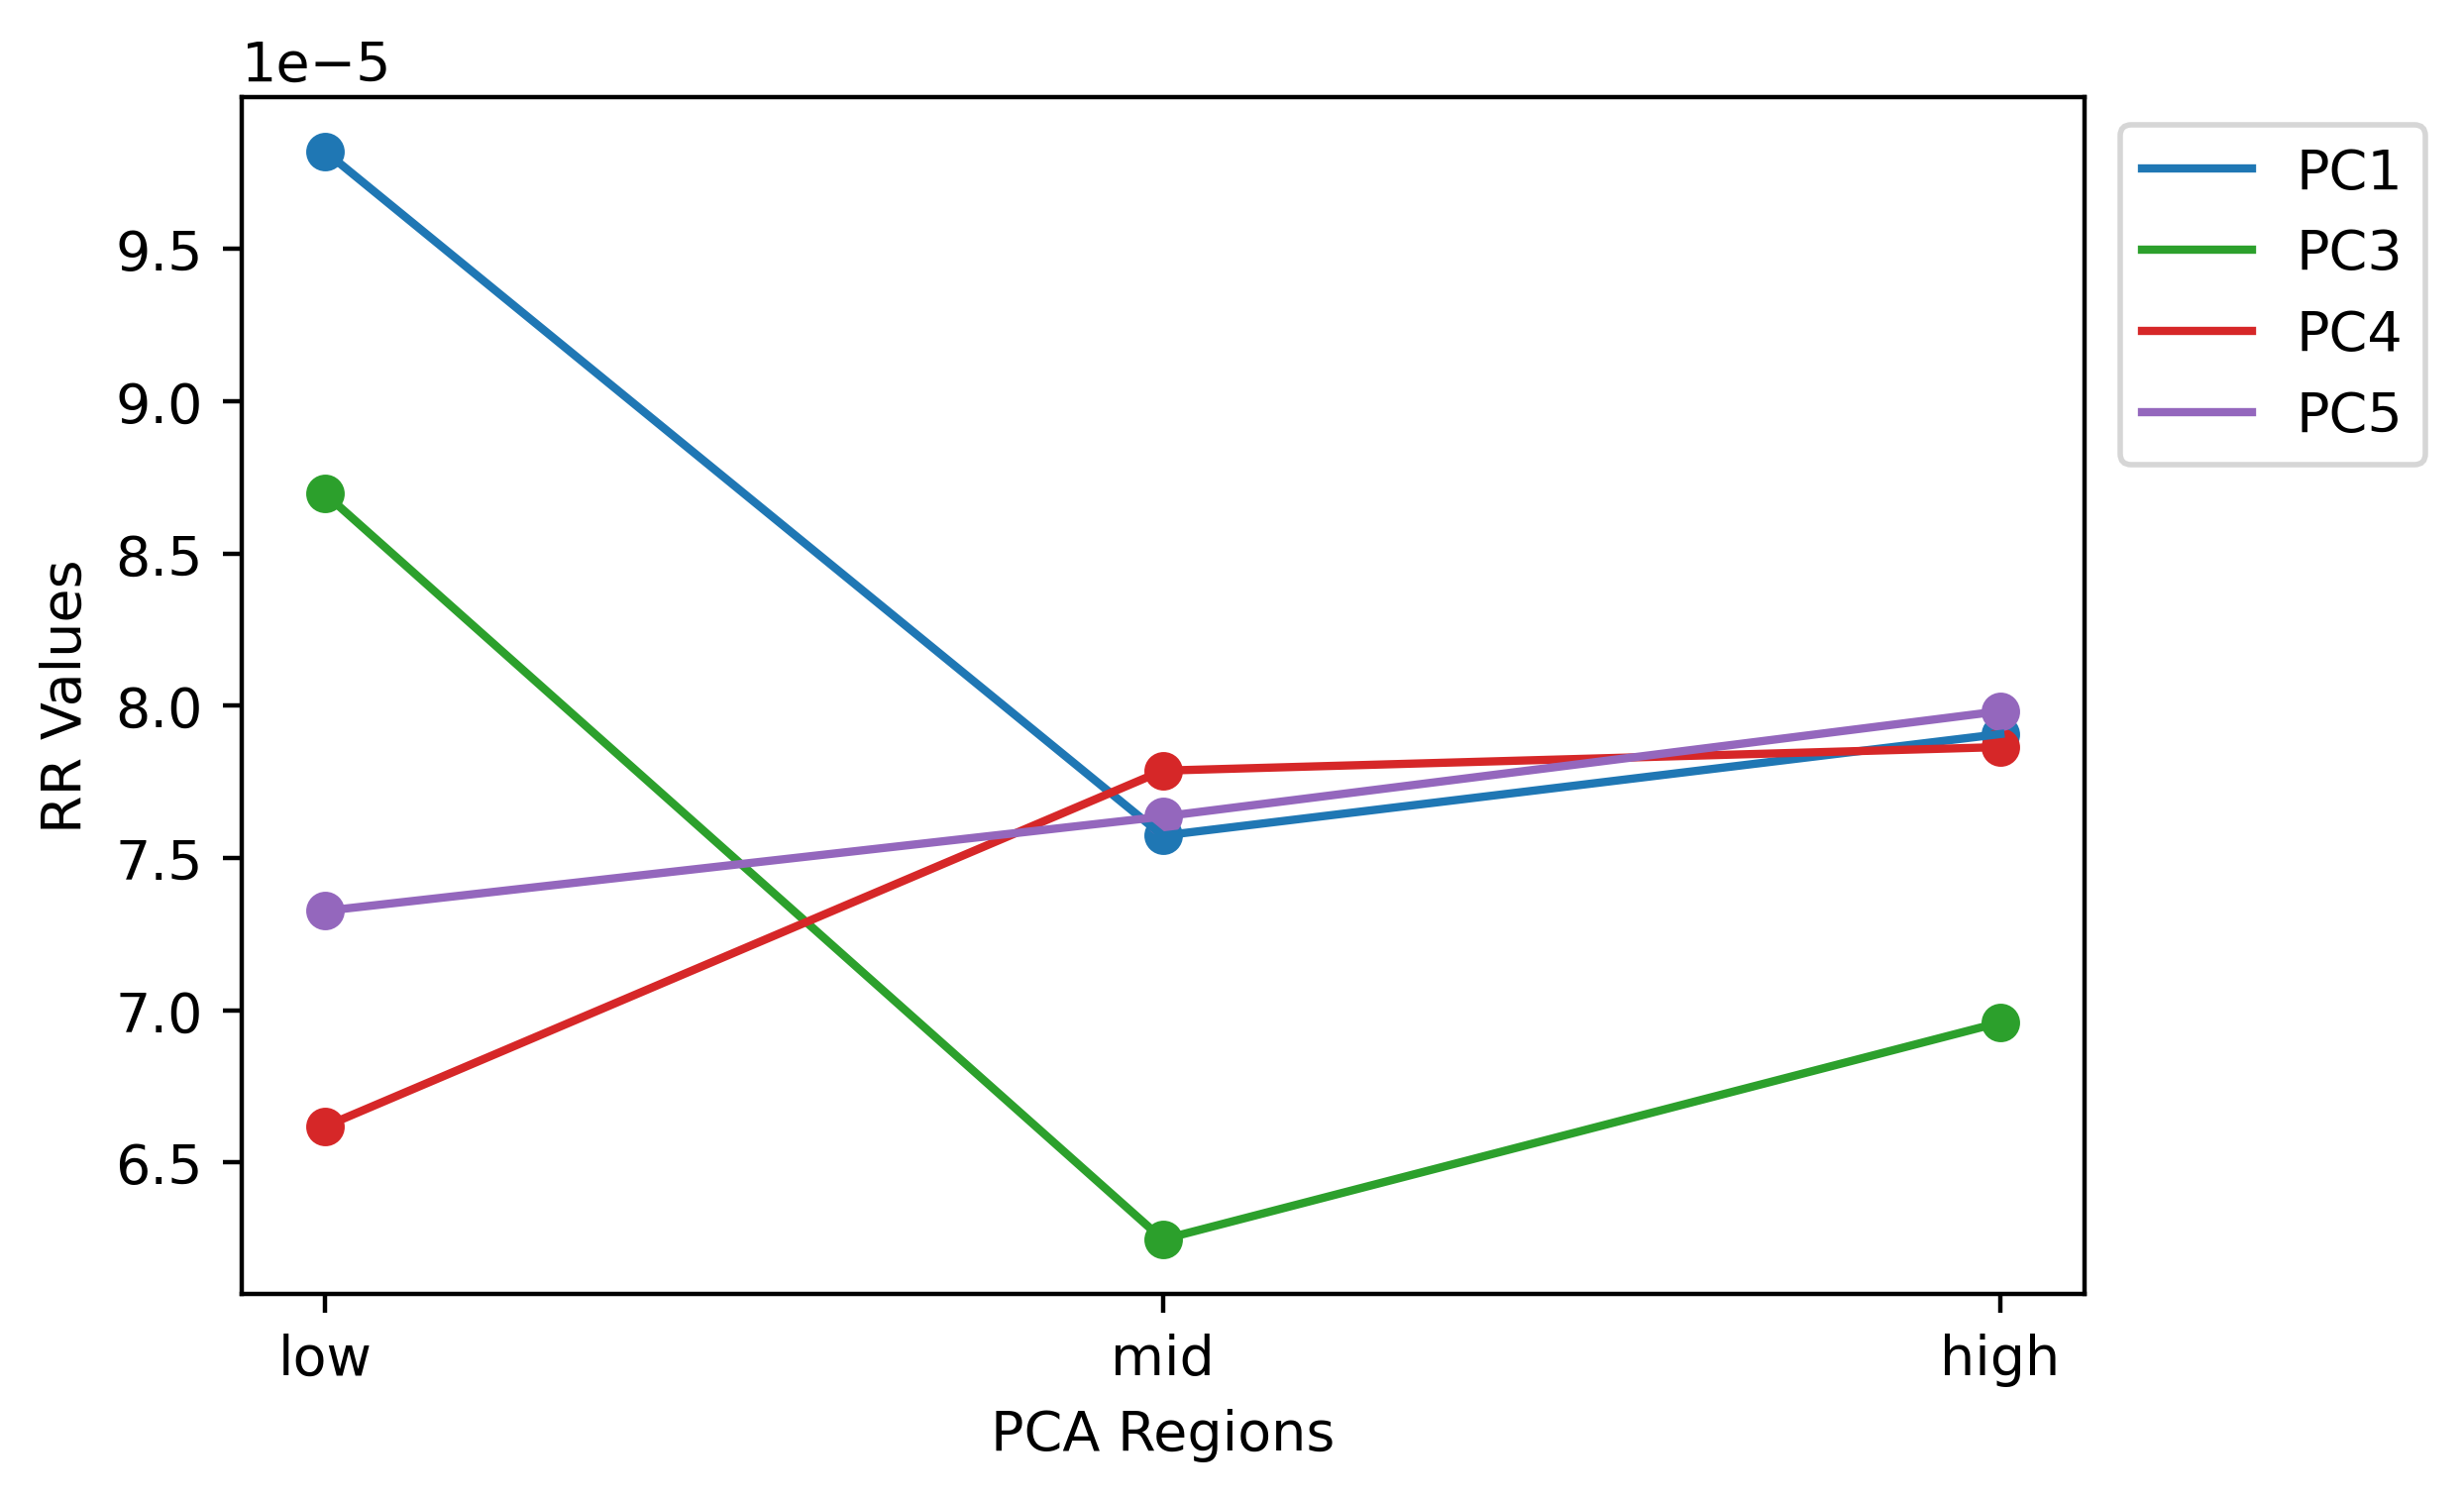 1e−5
9.5
9.0
8.5
8.0
7.5
7.0
6.5
RR Values
low
mid
high
PCA Regions
PC1
PC3
PC4
PC5